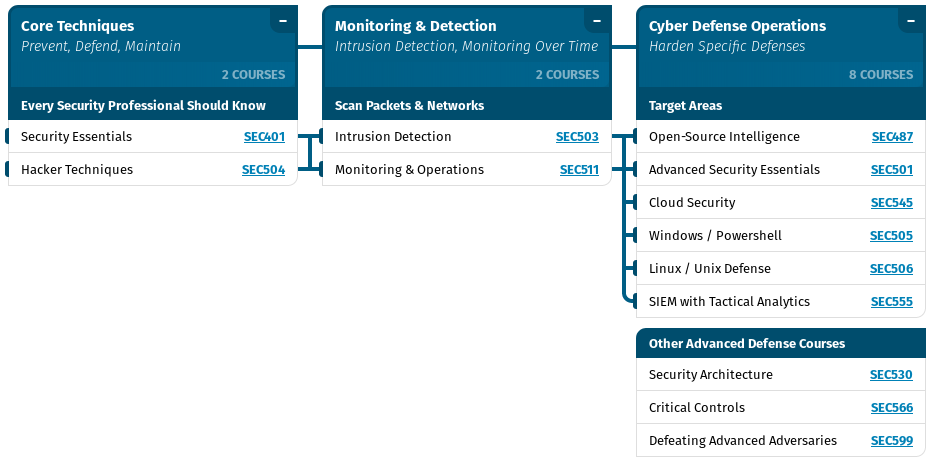 Core Techniques
Prevent, Defend, Maintain
2 COURSES
Every Security Professional Should Know
Security Essentials SEC401
Hacker Techniques SEC504
Monitoring & Detection
Intrusion Detection, Monitoring Over Time
2 COURSES
Scan Packets & Networks
Intrusion Detection SEC503
Monitoring & Operations SEC511
Cyber Defense Operations
Harden Specific Defenses
8 COURSES
Target Areas
Open-Source Intelligence SEC487
Advanced Security Essentials SEC501
Cloud Security SEC545
Windows / Powershell SEC505
Linux / Unix Defense SEC506
SIEM with Tactical Analytics SEC555
Other Advanced Defense Courses
Security Architecture SEC530
Critical Controls SEC566
Defeating Advanced Adversaries SEC599